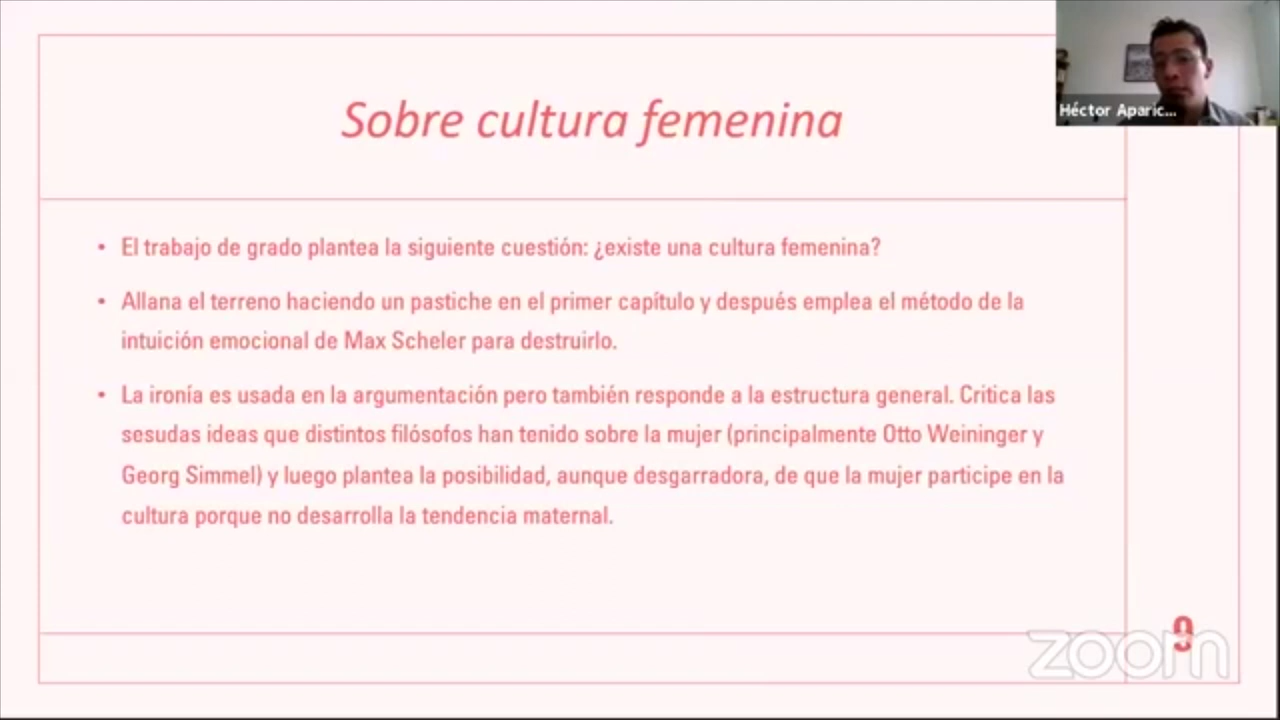 Sobre cultura femenina
Héctor Aparic...
• El trabajo de grado plantea la siguiente cuestión: ¿existe una cultura femenina?
• Allana el terreno haciendo un pastiche en el primer capítulo y después emplea el método de la
intuición emocional de Max Scheler para destruirlo.
• La ironía es usada en la argumentación pero también responde a la estructura general. Critica las
sesudas ideas que distintos filósofos han tenido sobre la mujer (principalmente Otto Weininger y
Georg Simmel) y luego plantea la posibilidad, aunque desgarradora, de que la mujer participe en la
cultura porque no desarrolla la tendencia maternal.
9
zoom